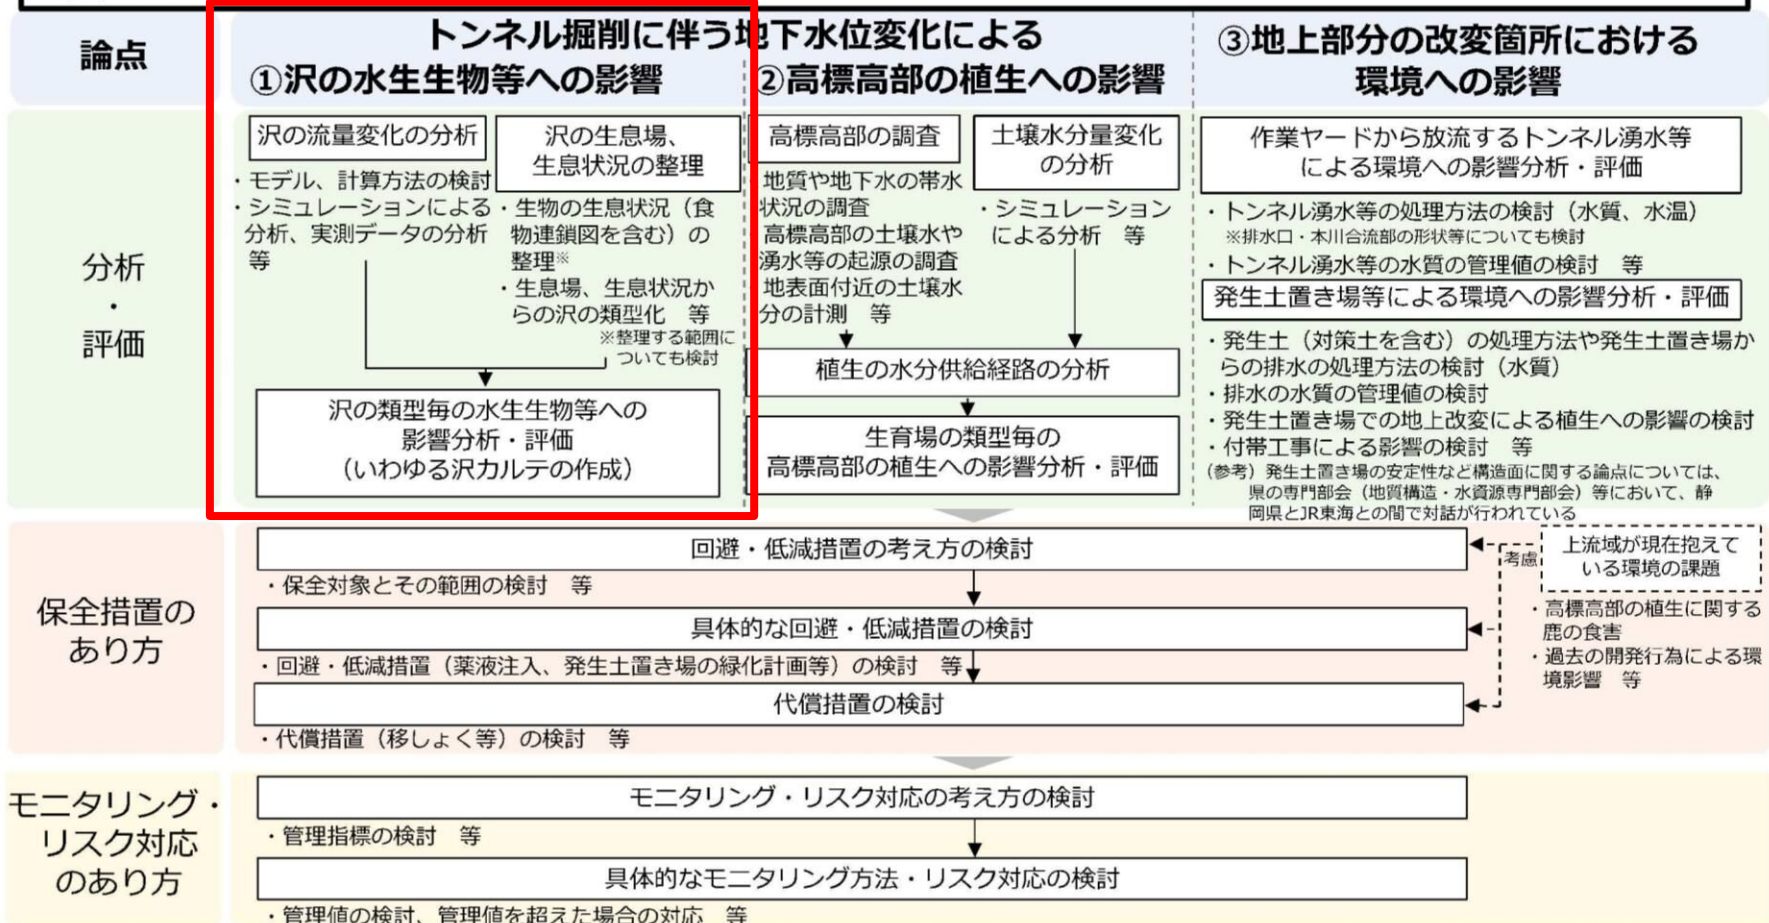 論点
トンネル掘削に伴う地下水位変化による
①沢の水生生物等への影響
②高標高部の植生への影響
③地上部分の改変箇所における
環境への影響
分析
・
評価
沢の流量変化の分析
・モデル、計算方法の検討
・シミュレーションによる
分析、実測データの分析
等
沢の生息場、
生息状況の整理
・生物の生息状況（食
物連鎖図を含む）の
整理※
・生息場、生息状況か
らの沢の類型化　等
※整理する範囲に
ついても検討
沢の類型毎の水生生物等への
影響分析・評価
（いわゆる沢カルテの作成）
高標高部の調査
地質や地下水の帯水
状況の調査
高標高部の土壌水や
湧水等の起源の調査
地表面付近の土壌水
分の計測　等
土壌水分量変化
の分析
・シミュレーション
による分析　等
植生の水分供給経路の分析
生育場の類型毎の
高標高部の植生への影響分析・評価
作業ヤードから放流するトンネル湧水等
による環境への影響分析・評価
・トンネル湧水等の処理方法の検討（水質、水温）
※排水口・本川合流部の形状等についても検討
・トンネル湧水等の水質の管理値の検討　等
発生土置き場等による環境への影響分析・評価
・発生土（対策土を含む）の処理方法や発生土置き場か
らの排水の処理方法の検討（水質）
・排水の水質の管理値の検討
・発生土置き場での地上改変による植生への影響の検討
・付帯工事による影響の検討　等
（参考）発生土置き場の安定性など構造面に関する論点については、
県の専門部会（地質構造・水資源専門部会）等において、静
岡県とJR東海との間で対話が行われている
保全措置の
あり方
回避・低減措置の考え方の検討
・保全対象とその範囲の検討　等
具体的な回避・低減措置の検討
・回避・低減措置（薬液注入、発生土置き場の緑化計画等）の検討　等
代償措置の検討
・代償措置（移しょく等）の検討　等
考慮
上流域が現在抱えて
いる環境の課題
・高標高部の植生に関する
鹿の食害
・過去の開発行為による環
境影響　等
モニタリング・
リスク対応
のあり方
モニタリング・リスク対応の考え方の検討
・管理指標の検討　等
具体的なモニタリング方法・リスク対応の検討
・管理値の検討、管理値を超えた場合の対応　等